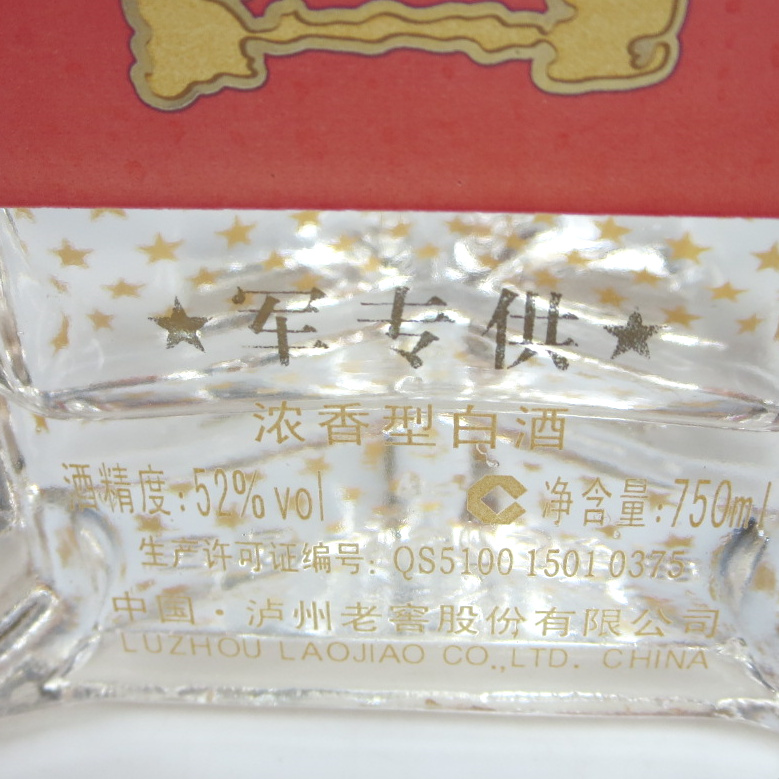 ★军专供★
浓香型白酒
酒精度:52%vol C 净含量:750ml
生产许可证编号: QS5100 1501 0375
中国·泸州老窖股份有限公司
LUZHOU LAOJIAO CO.,LTD. CHINA